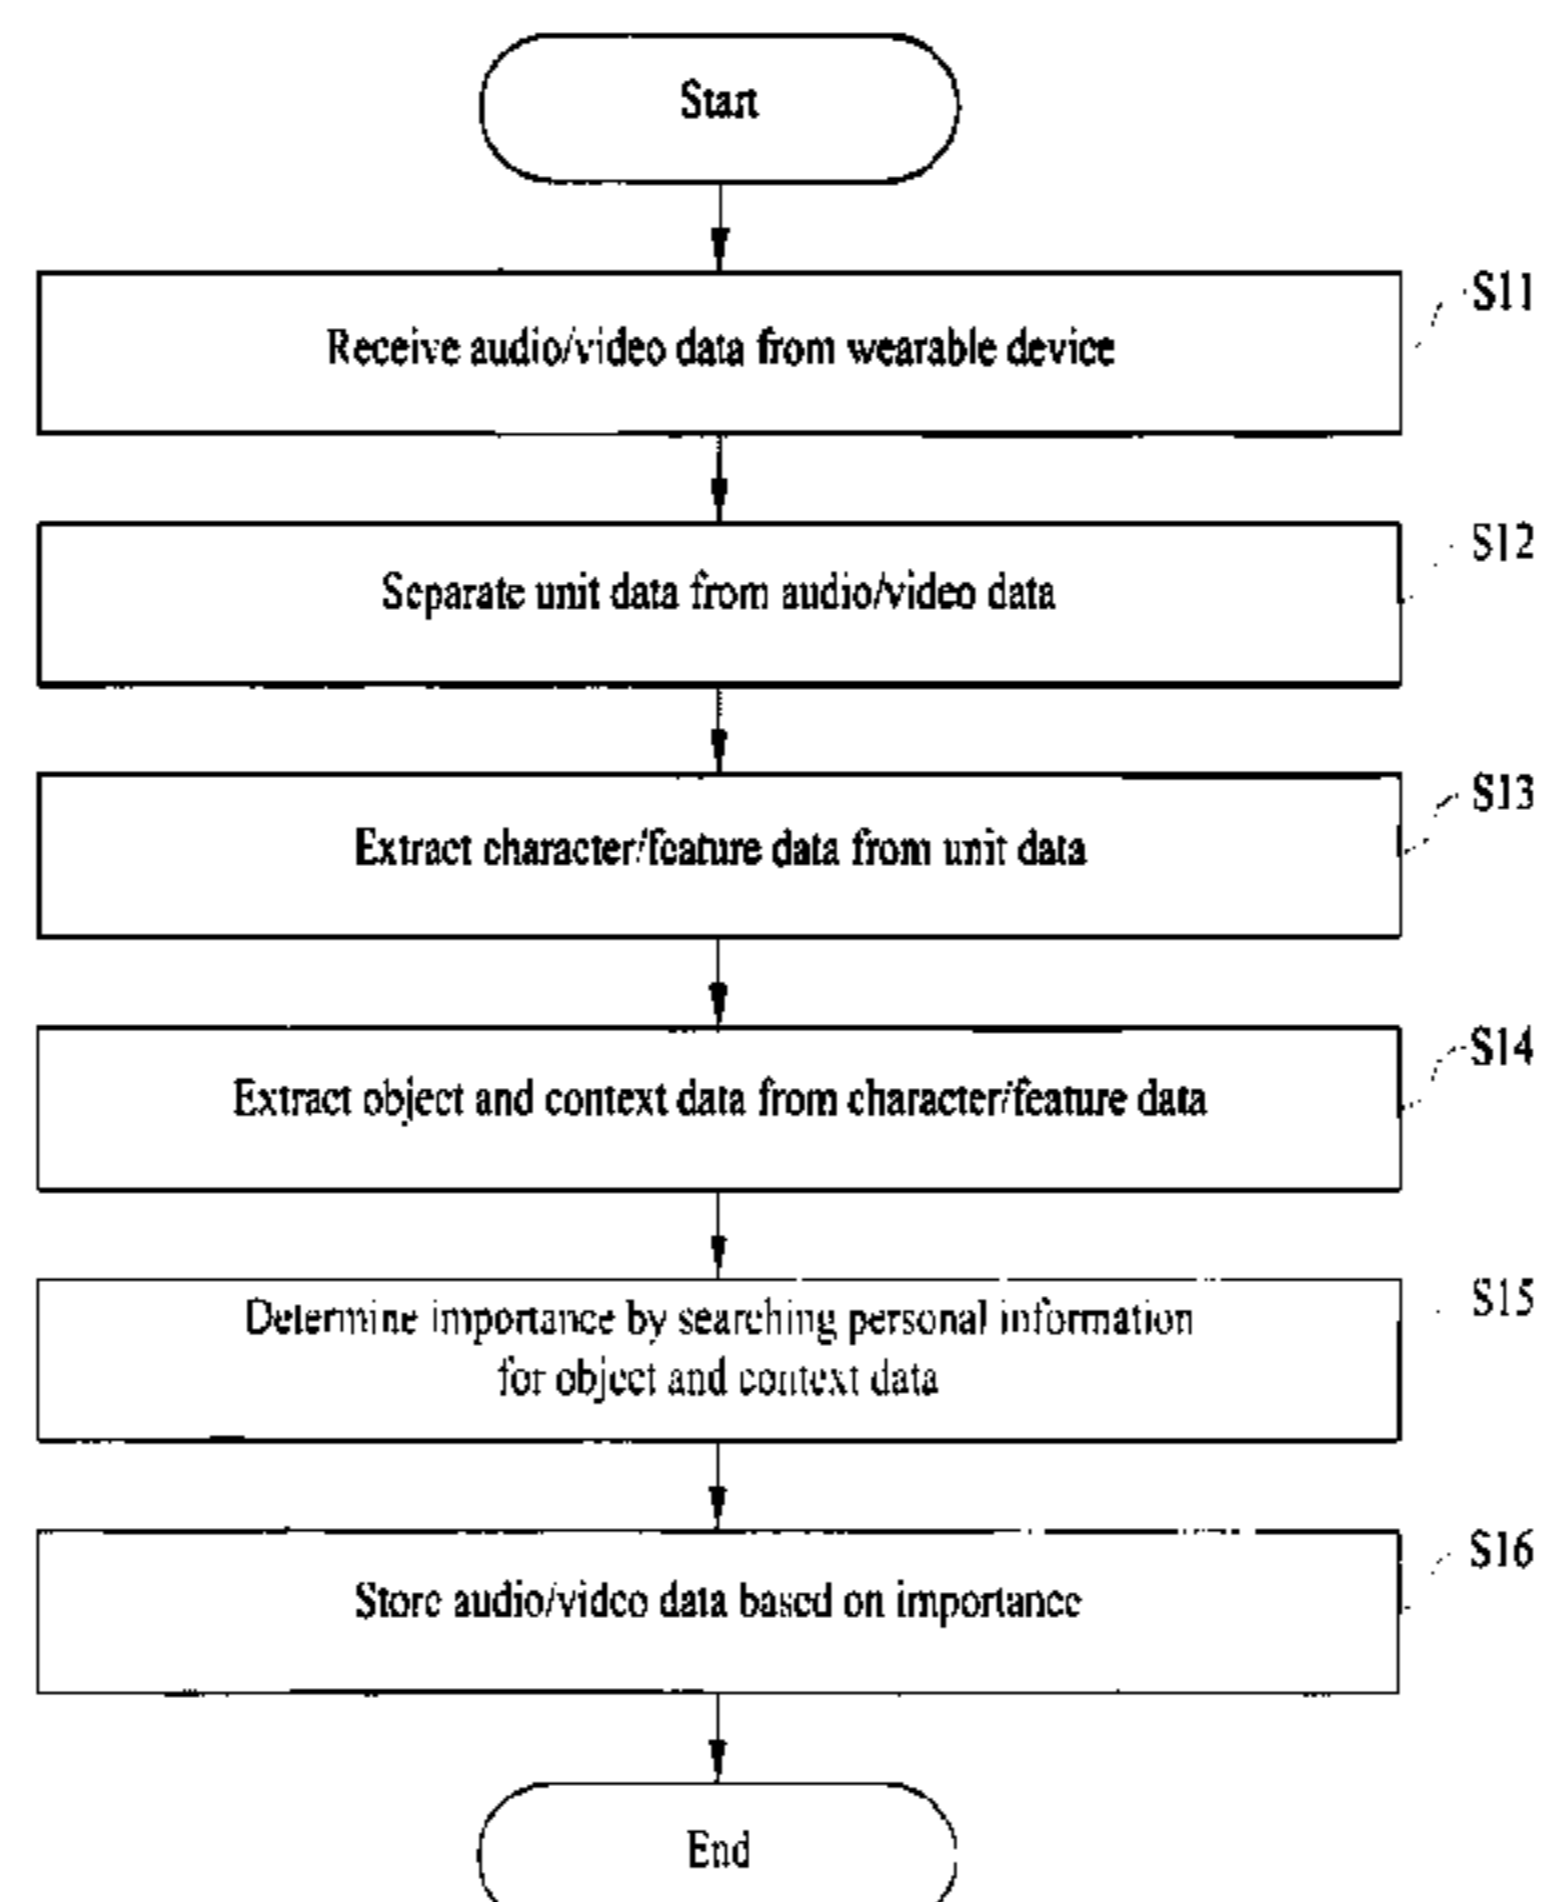 Start
S11
Receive audio/video data from wearable device
S12
Separate unit data from audio/video data
S13
Extract character/feature data from unit data
S14
Extract object and context data from character/feature data
S15
Determine importance by searching personal information
for object and context data
S16
Store audio/video data based on importance
End